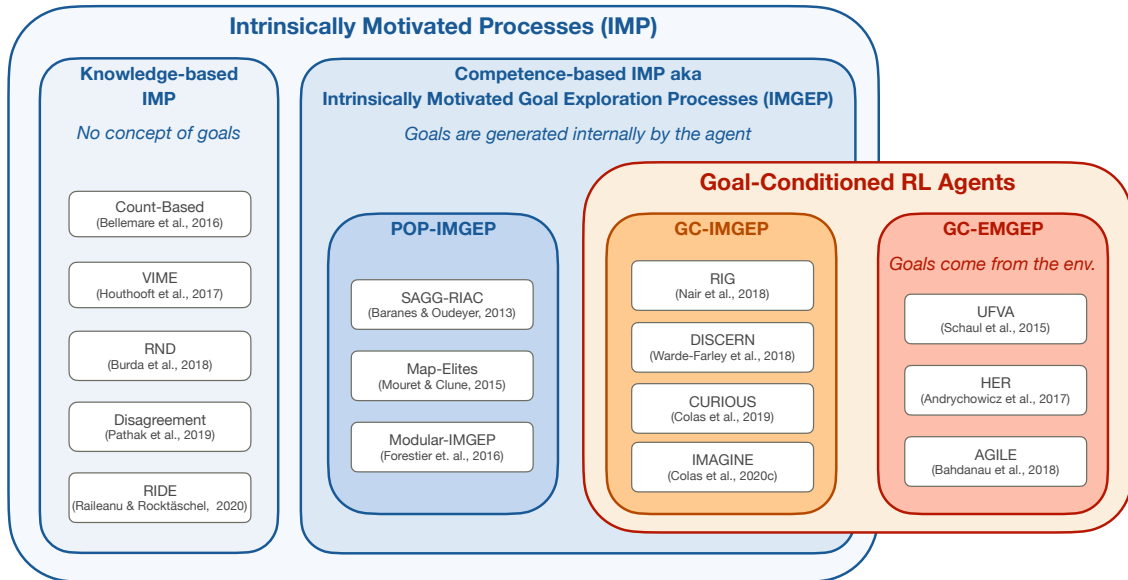 Intrinsically Motivated Processes (IMP)
Knowledge-based
IMP
No concept of goals
Count-Based
(Bellemare et al., 2016)
VIME
(Houthooft et al., 2017)
RND
(Burda et al., 2018)
Disagreement
(Pathak et al., 2019)
RIDE
(Raileanu & Rocktäschel, 2020)
Competence-based IMP aka
Intrinsically Motivated Goal Exploration Processes (IMGEP)
Goals are generated internally by the agent
POP-IMGEP
SAGG-RIAC
(Baranes & Oudeyer, 2013)
Map-Elites
(Mouret & Clune, 2015)
Modular-IMGEP
(Forestier et. al., 2016)
Goal-Conditioned RL Agents
GC-IMGEP
RIG
(Nair et al., 2018)
DISCERN
(Warde-Farley et al., 2018)
CURIOUS
(Colas et al., 2019)
IMAGINE
(Colas et al., 2020c)
GC-EMGEP
Goals come from the env.
UFVA
(Schaul et al., 2015)
HER
(Andrychowicz et al., 2017)
AGILE
(Bahdanau et al., 2018)